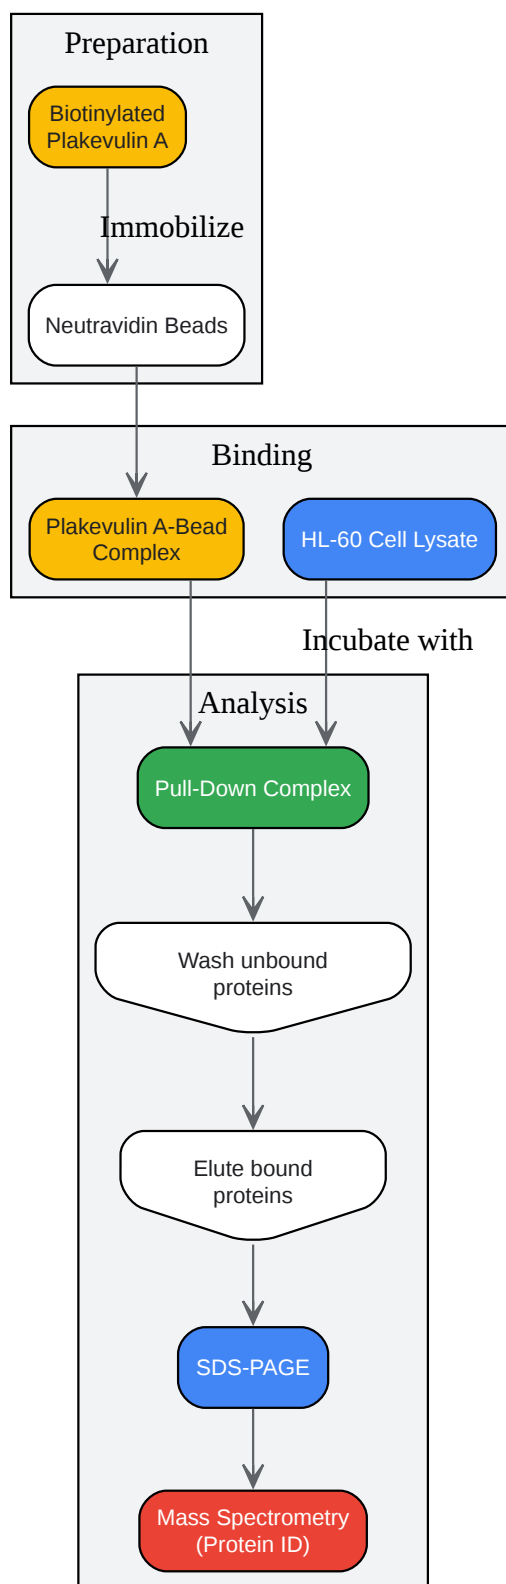 Preparation
Biotinylated
Plakevulin A
Immobilize
Neutravidin Beads
Binding
Plakevulin A-Bead
Complex
HL-60 Cell Lysate
Incubate with
Analysis
Pull-Down Complex
Wash unbound
proteins
Elute bound
proteins
SDS-PAGE
Mass Spectrometry
(Protein ID)